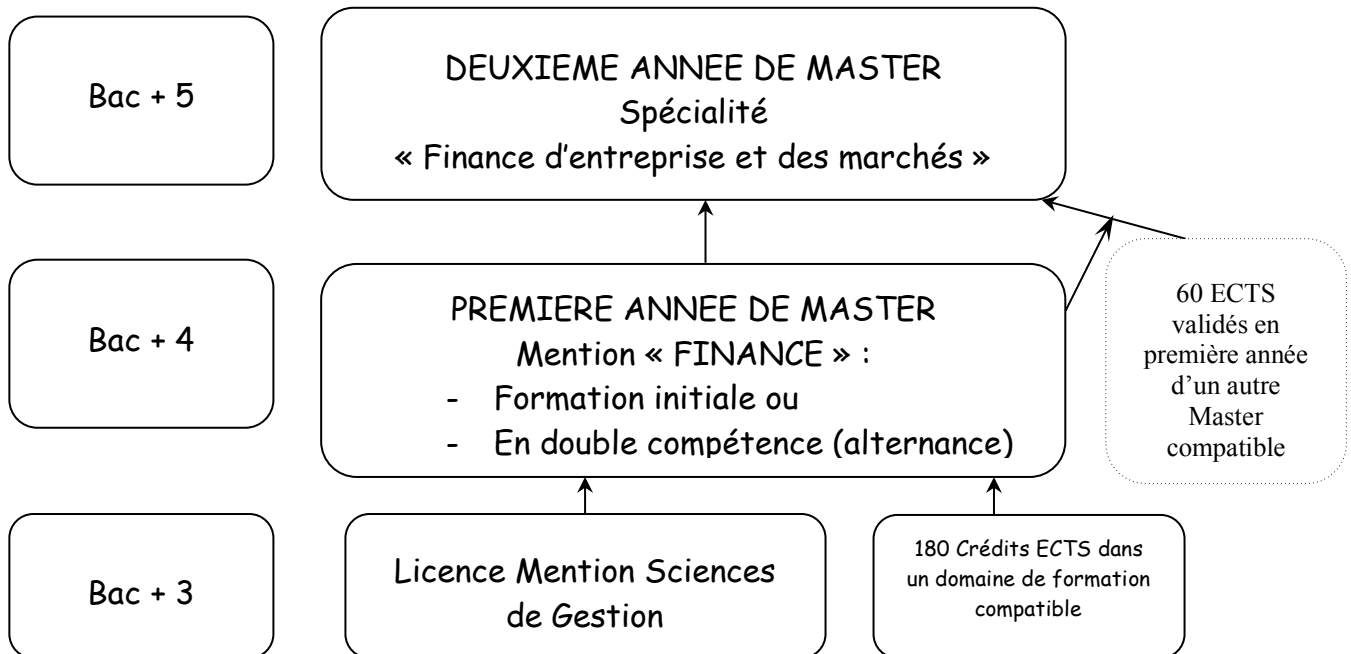 Bac + 5
DEUXIEME ANNEE DE MASTER
Spécialité
« Finance d'entreprise et des marchés »
Bac + 4
PREMIERE ANNEE DE MASTER
Mention « FINANCE » :
- Formation initiale ou
- En double compétence (alternance)
60 ECTS
validés en
première année
d'un autre
Master
compatible
Bac + 3
Licence Mention Sciences
de Gestion
180 Crédits ECTS dans
un domaine de formation
compatible